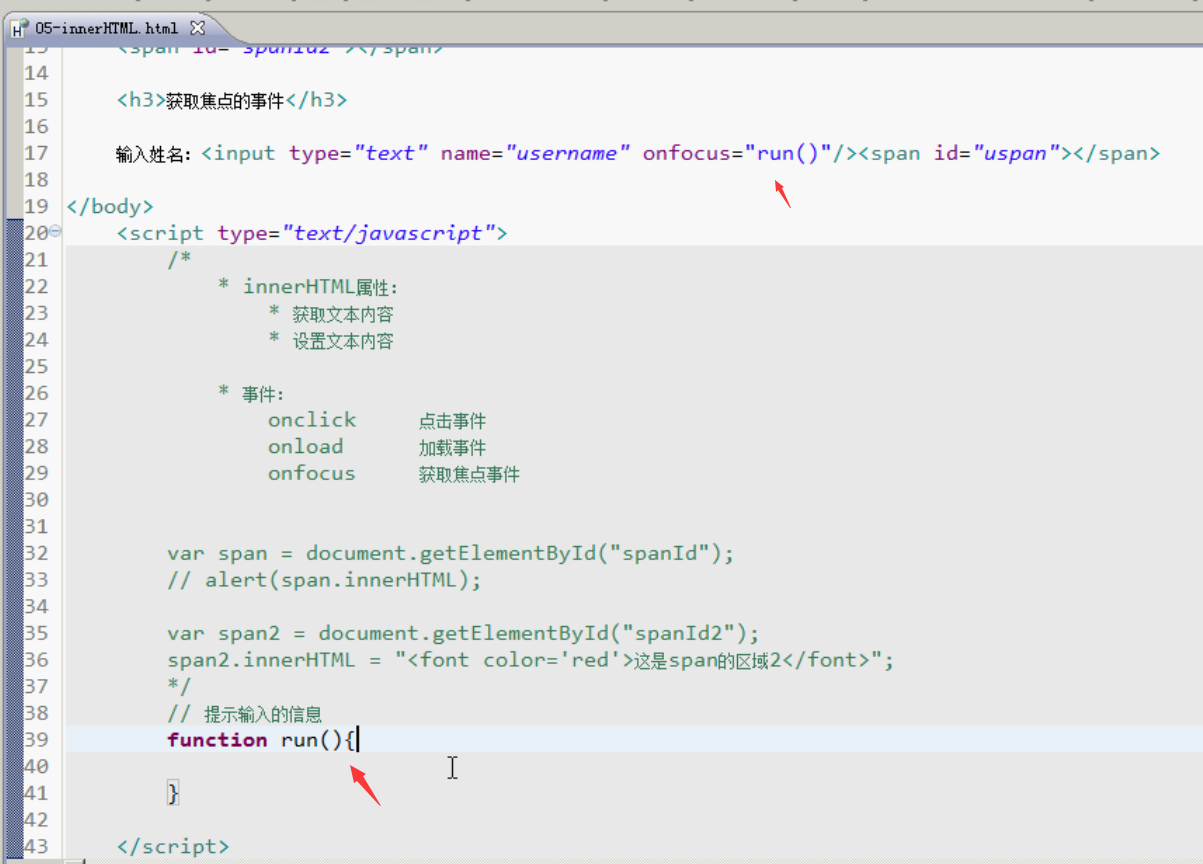 05-innerHTML.html
13 <span id="spanId2"></span>
14
15 <h3>获取焦点的事件</h3>
16
17 输入姓名: <input type="text" name="username" onfocus="run()"/><span id="uspan"></span>
18
19 </body>
20 <script type="text/javascript">
21 /*
22 * innerHTML属性:
23 * 获取文本内容
24 * 设置文本内容
25
26 * 事件:
27 onclick 点击事件
28 onload 加载事件
29 onfocus 获取焦点事件
30
31
32 var span = document.getElementById("spanId");
33 // alert(span.innerHTML);
34
35 var span2 = document.getElementById("spanId2");
36 span2.innerHTML = "<font color='red'>这是span的区域2</font>";
37 */
38 // 提示输入的信息
39 function run(){
40
41 }
42
43 </script>